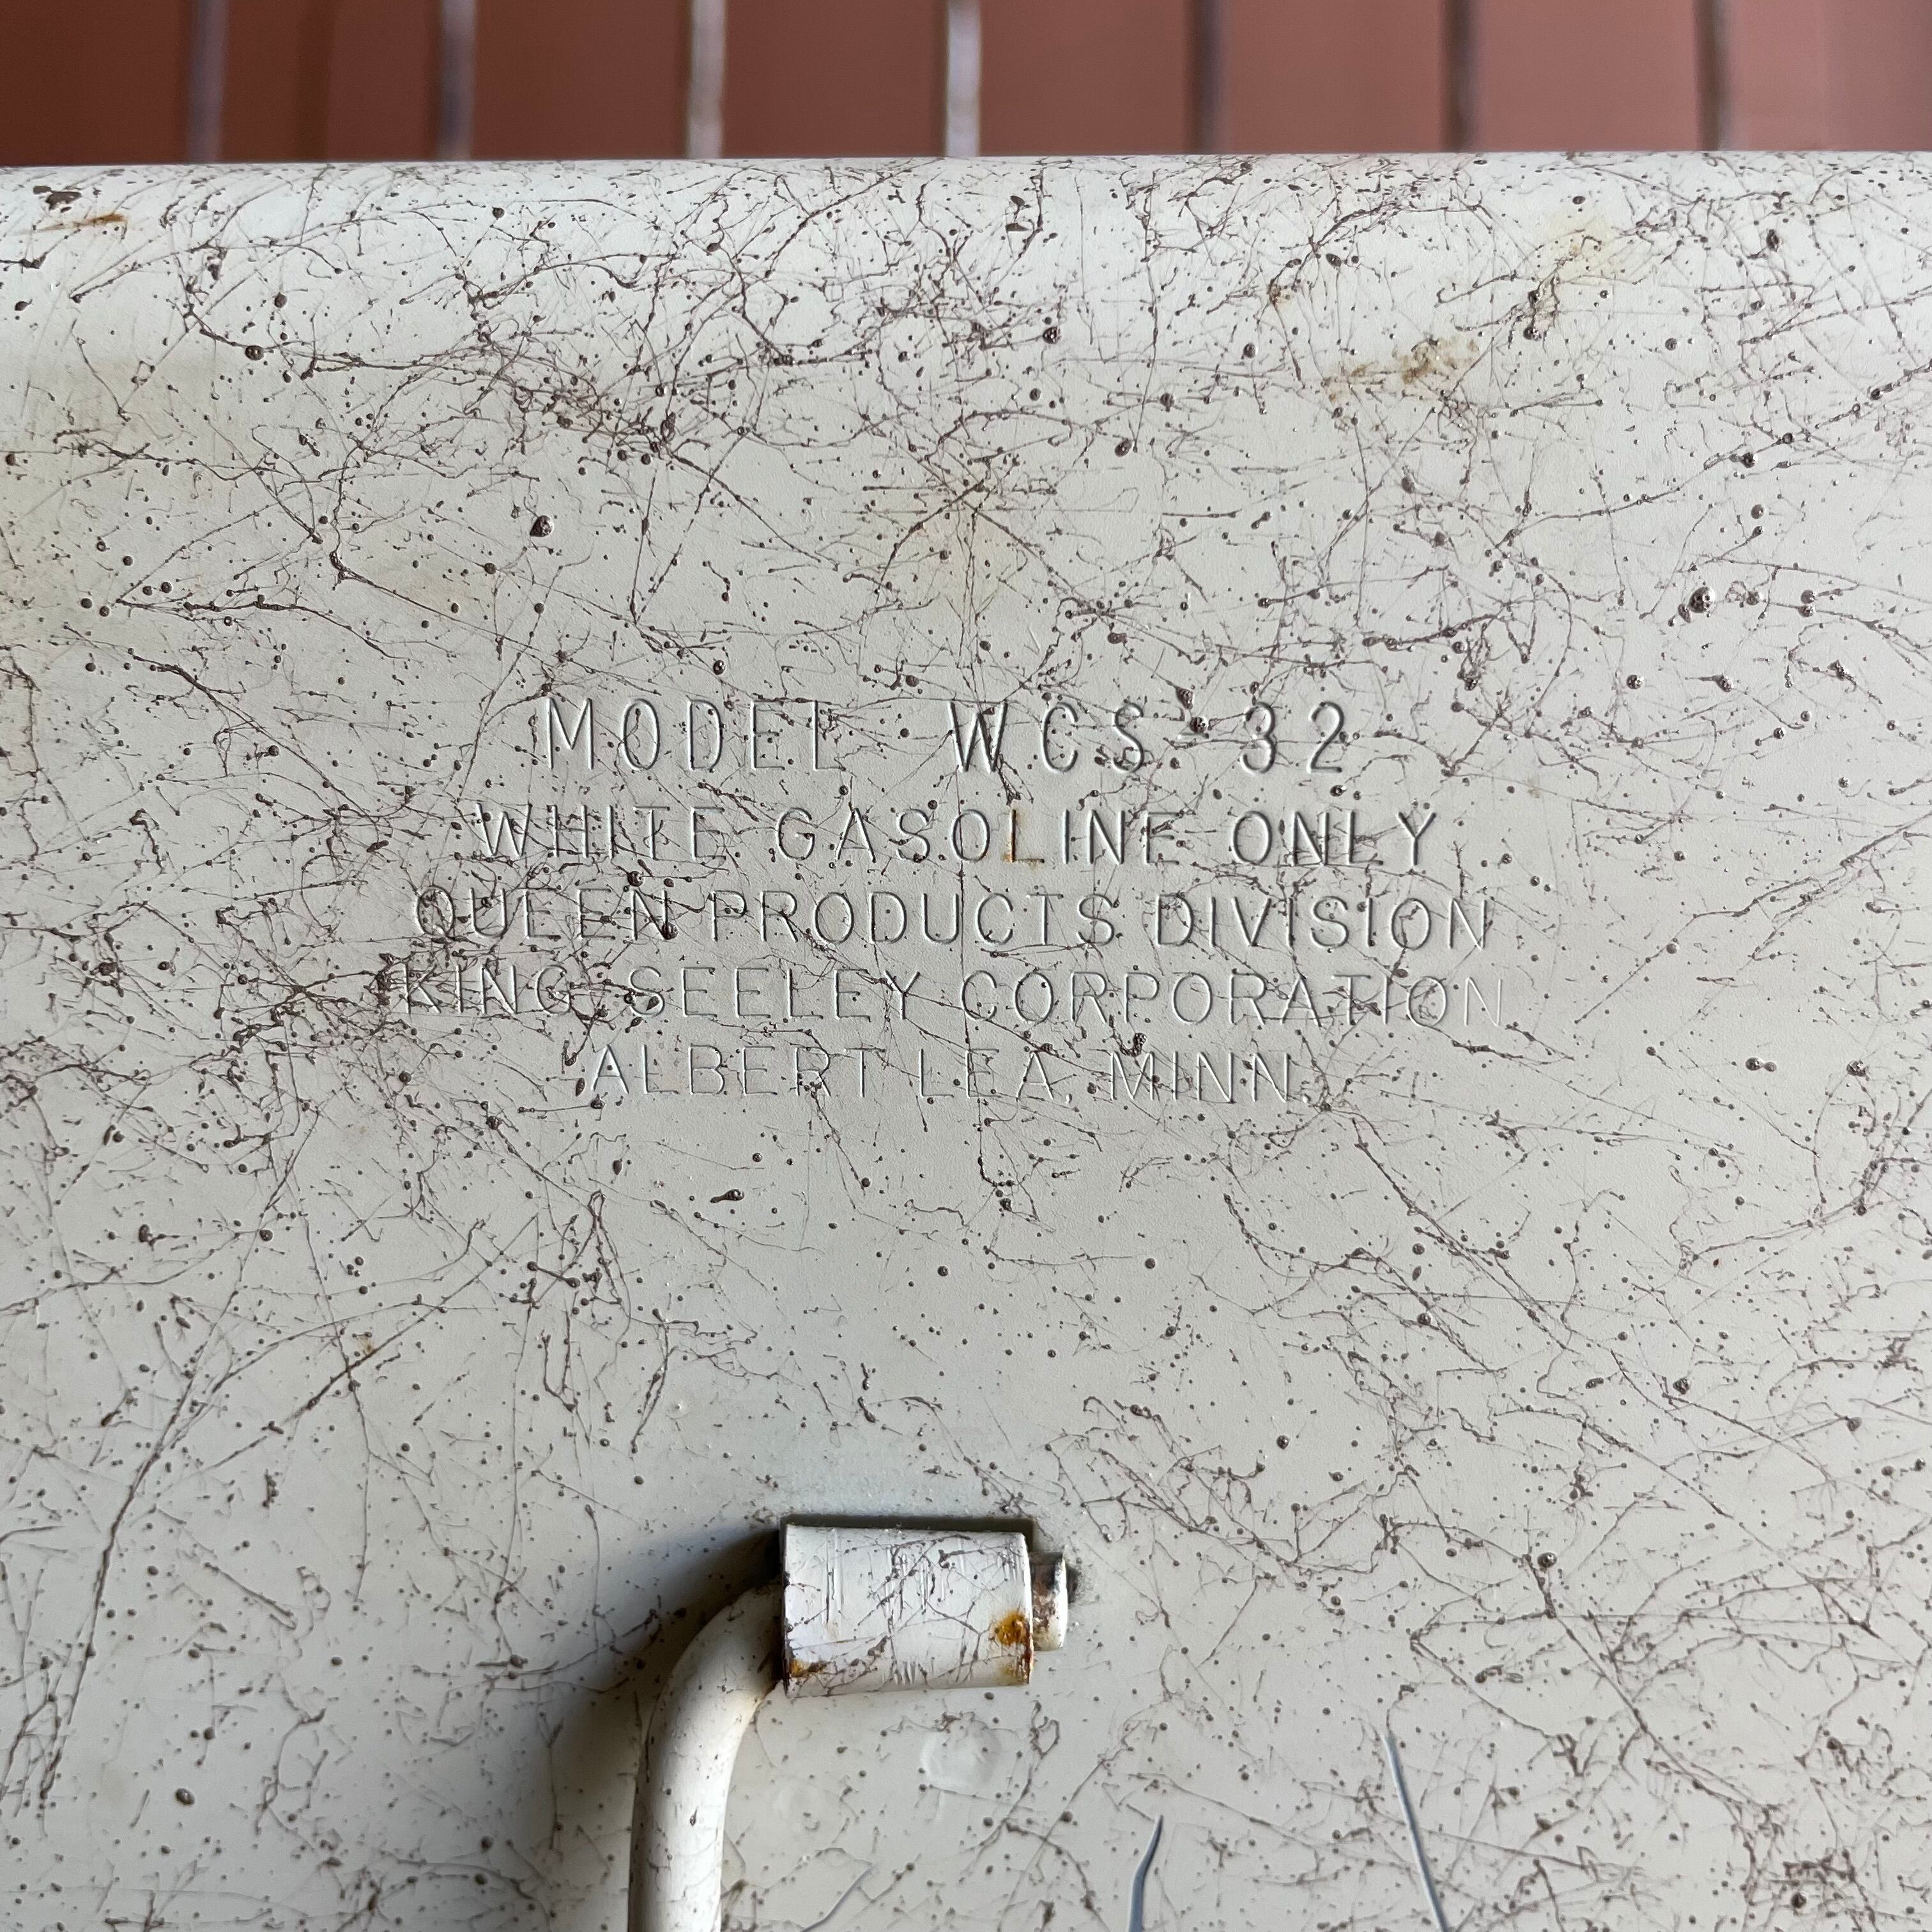 MODEL WCS-32
WHITE GASOLINE ONLY
QUEEN PRODUCTS DIVISION
KING-SEELEY CORPORATION
ALBERT LEA, MINN.